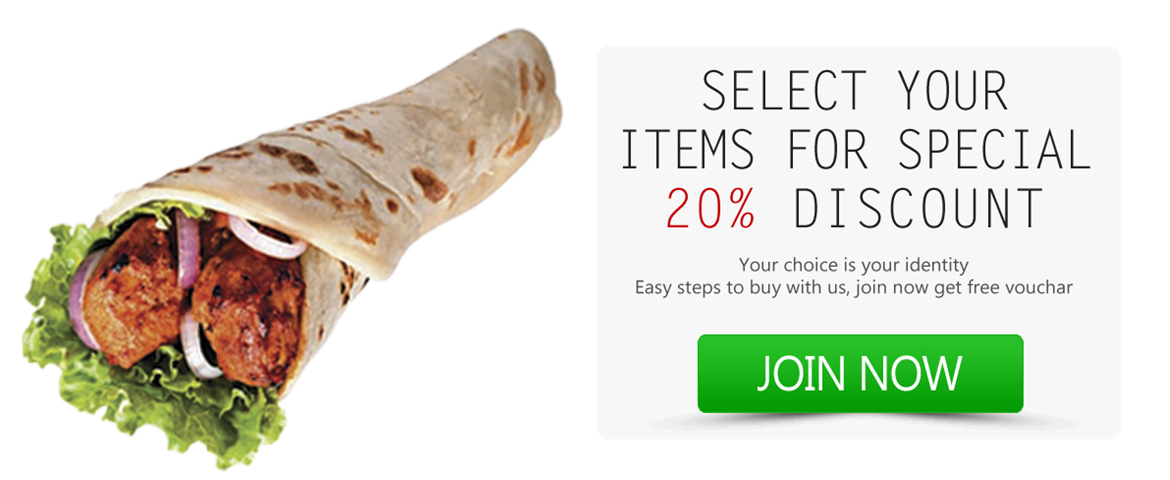 SELECT YOUR
ITEMS FOR SPECIAL
20% DISCOUNT
Your choice is your identity
Easy steps to buy with us, join now get free vouchar
JOIN NOW